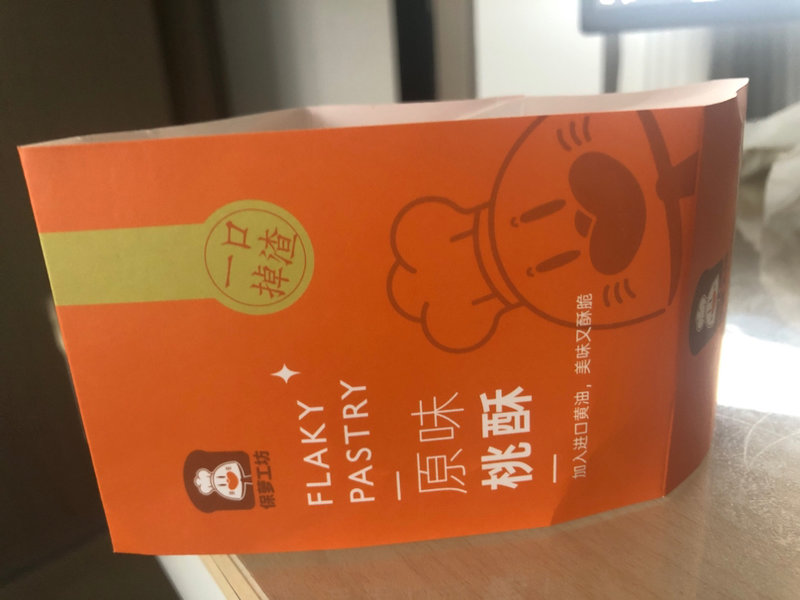 保罗工坊
FLAKY
PASTRY
原味
桃酥
加入进口黄油，美味又酥脆
一口
掉渣